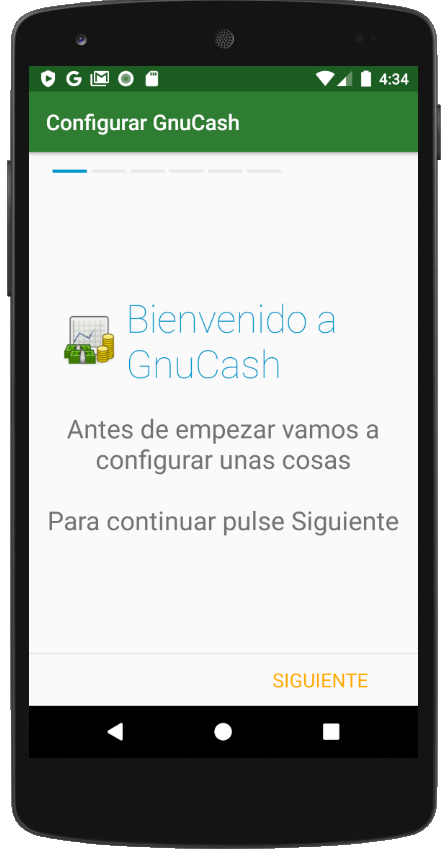 4:34
Configurar GnuCash
Bienvenido a
GnuCash
Antes de empezar vamos a
configurar unas cosas
Para continuar pulse Siguiente
SIGUIENTE